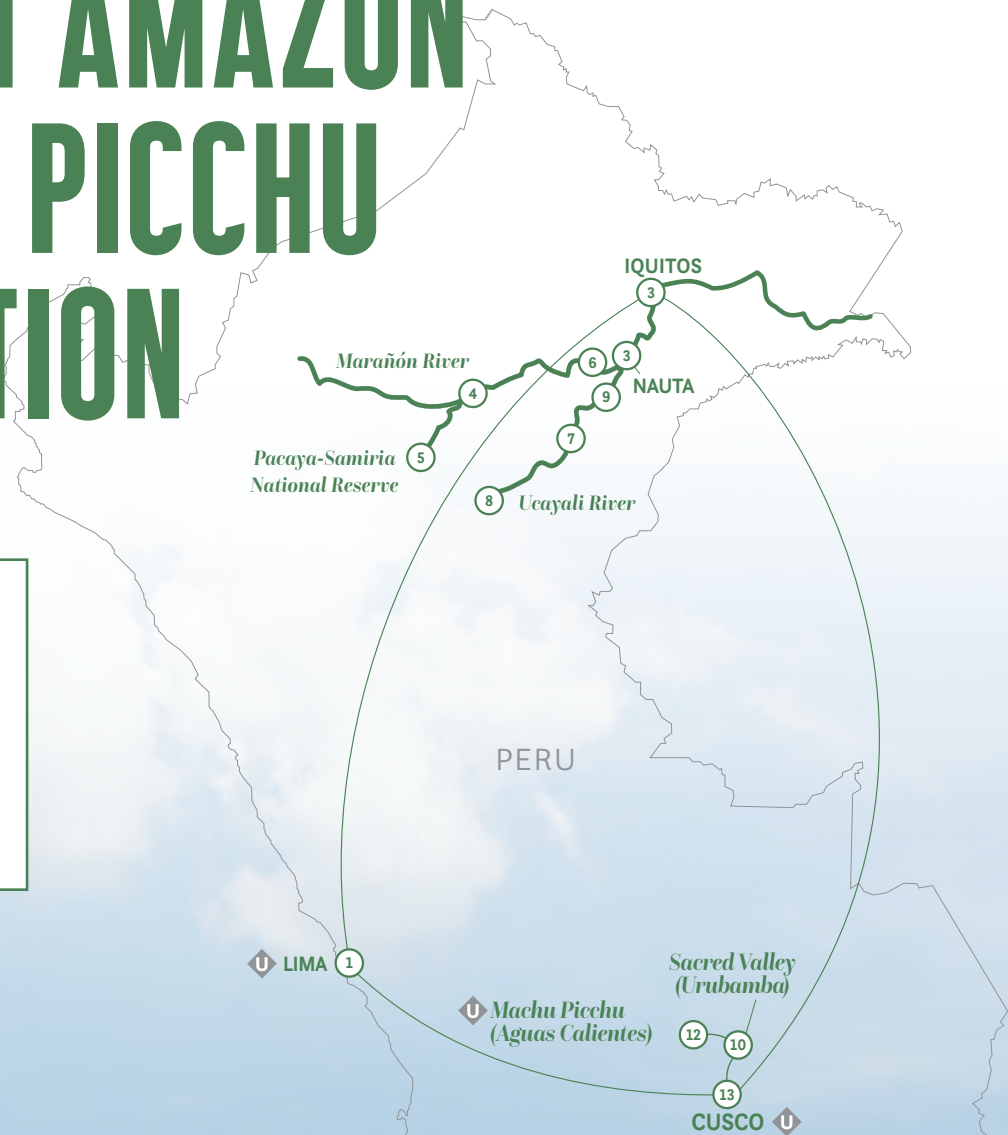 AMAZON
PICCHU
TION
IQUITOS
3
Marañón River
6
3
NAUTA
4
9
Pacaya-Samiria
National Reserve
5
7
8
Ucayali River
PERU
U LIMA 1
Sacred Valley
(Urubamba)
U Machu Picchu
(Aguas Calientes)
12
10
13
CUSCO U